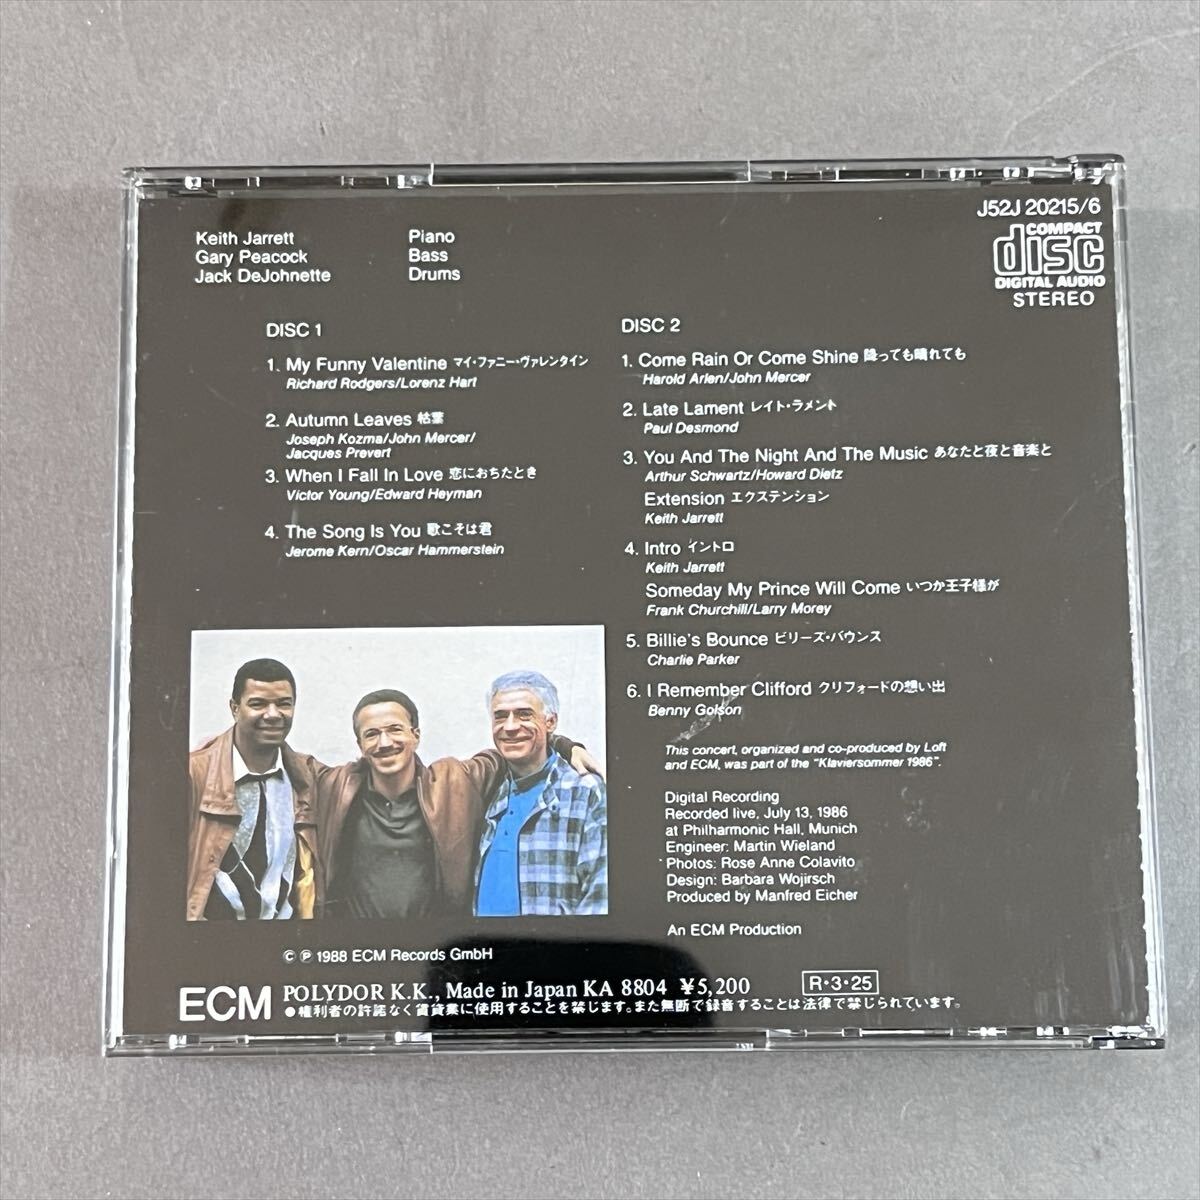 Keith Jarrett Piano
Gary Peacock Bass
Jack DeJohnette Drums
J52J 20215/6
COMPACT
disc
DIGITAL AUDIO
STEREO
DISC 1
1. My Funny Valentine マイ・ファニー・ヴァレンタイン
Richard Rodgers/Lorenz Hart
2. Autumn Leaves 枯葉
Joseph Kozma/John Mercer/
Jacques Prevert
3. When I Fall In Love 恋におちたとき
Victor Young/Edward Heyman
4. The Song Is You 歌こそは君
Jerome Kern/Oscar Hammerstein
DISC 2
1. Come Rain Or Come Shine 降っても晴れても
Harold Arlen/John Mercer
2. Late Lament レイト・ラメント
Paul Desmond
3. You And The Night And The Music あなたと夜と音楽と
Arthur Schwartz/Howard Dietz
Extension エクステンション
Keith Jarrett
4. Intro イントロ
Keith Jarrett
Someday My Prince Will Come いつか王子様が
Frank Churchill/Larry Morey
5. Billie's Bounce ビリーズ・バウンス
Charlie Parker
6. I Remember Clifford クリフォードの想い出
Benny Golson
This concert, organized and co-produced by Loft
and ECM, was part of the "Klaviersommer 1986".
Digital Recording
Recorded live, July 13, 1986
at Philharmonic Hall, Munich
Engineer: Martin Wieland
Photos: Rose Anne Colavito
Design: Barbara Wojirsch
Produced by Manfred Eicher
An ECM Production
© ℗ 1988 ECM Records GmbH
ECM POLYDOR K.K., Made in Japan KA 8804 ¥5,200 R・3・25
●権利者の許諾なく賃貸業に使用することを禁じます。また無断で録音することは法律で禁じられています。